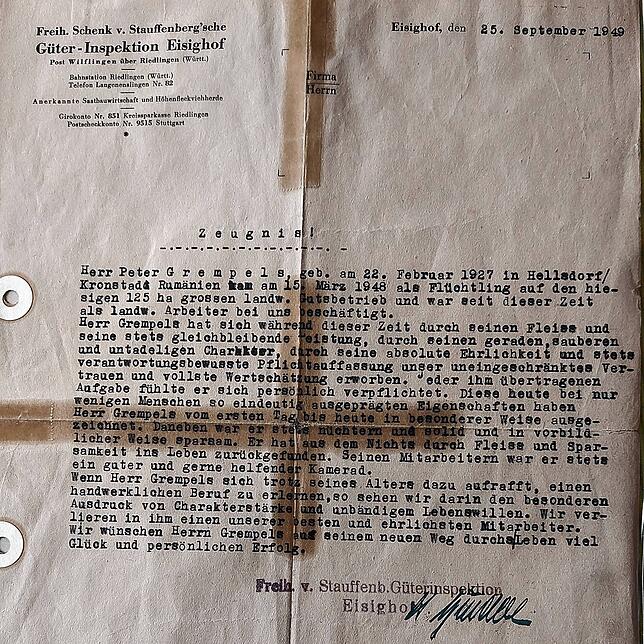 Freih. Schenk v. Stauffenberg'sche
Güter-Inspektion Eisighof
Post Wilflingen über Riedlingen (Württ.)
Bahnstation Riedlingen (Württ.)
Telefon Langenenslingen Nr. 82
Anerkannte Saatbauwirtschaft und Höhenfleckviehherde
Girokonto Nr. 851 Kreissparkasse Riedlingen
Postscheckkonto Nr. 9515 Stuttgart
Eisighof, den 25. September 1949
Firma
Herrn
Zeugnis!
Herr Peter Grempels, geb. am 22. Februar 1927 in Hellsdorf/
Kronstadt Rumänien kam am 15. März 1948 als Flüchtling auf den hie-
sigen 125 ha grossen landw. Gutsbetrieb und war seit dieser Zeit
als landw. Arbeiter bei uns beschäftigt.
Herr Grempels hat sich während dieser Zeit durch seinen Fleiss und
seine stets gleichbleibende Leistung, durch seinen geraden, sauberen
und untadeligen Charakter, durch seine absolute Ehrlichkeit und stets
verantwortungsbewusste Pflichtauffassung unser uneingeschränktes Ver-
trauen und vollste Wertschätzung erworben. Jeder ihm übertragenen
Aufgabe fühlte er sich persönlich verpflichtet. Diese heute bei nur
wenigen Menschen so eindeutig ausgeprägten Eigenschaften haben
Herr Grempels vom ersten Tag bis heute in besonderer Weise ausge-
zeichnet. Daneben war er stets nüchtern und solid und in vorbild-
licher Weise sparsam. Er hat aus dem Nichts durch Fleiss und Spar-
samkeit ins Leben zurückgefunden. Seinen Mitarbeitern war er stets
ein guter und gerne helfender Kamerad.
Wenn Herr Grempels sich trotz seines Alters dazu aufrafft, einen
handwerklichen Beruf zu erlernen, so sehen wir darin den besonderen
Ausdruck von Charakterstärke und unbändigem Lebenswillen. Wir ver-
lieren in ihm einen unserer besten und ehrlichsten Mitarbeiter.
Wir wünschen Herrn Grempels auf seinem neuen Weg durchs Leben viel
Glück und persönlichen Erfolg.
Freih. v. Stauffenb. Güterinspektion
Eisighof